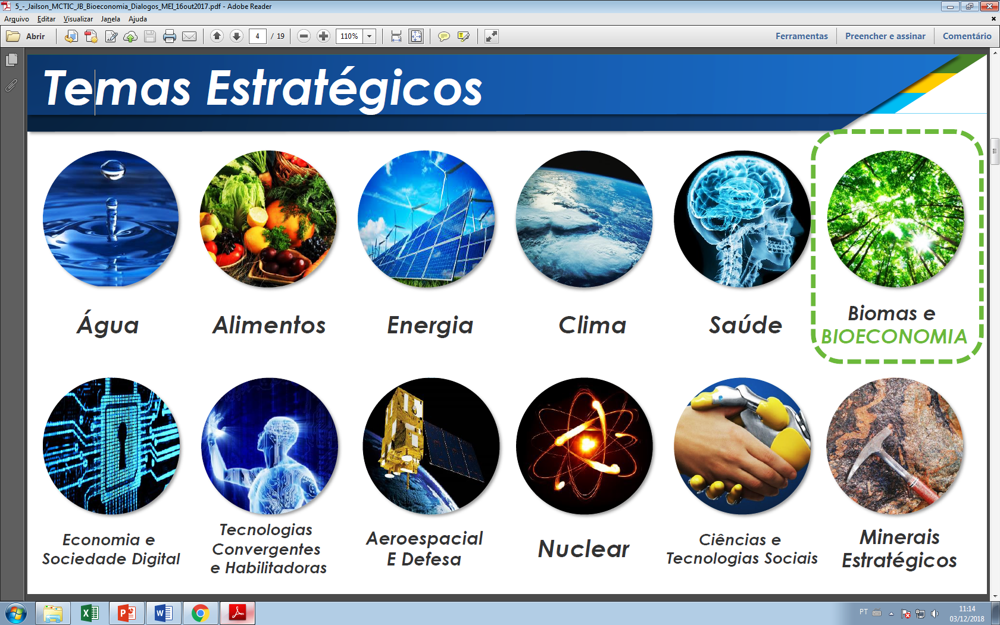 5_-_Jailson_MCTIC_JB_Bioeconomia_Dialogos_MEI_16out2017.pdf - Adobe Reader
Arquivo Editar Visualizar Janela Ajuda
Abrir 4 / 19 110% Ferramentas Preencher e assinar Comentário
Temas Estratégicos
Água
Alimentos
Energia
Clima
Saúde
Biomas e
BIOECONOMIA
Economia e
Sociedade Digital
Tecnologias
Convergentes
e Habilitadoras
Aeroespacial
E Defesa
Nuclear
Ciências e
Tecnologias Sociais
Minerais
Estratégicos
PT
11:14
03/12/2018